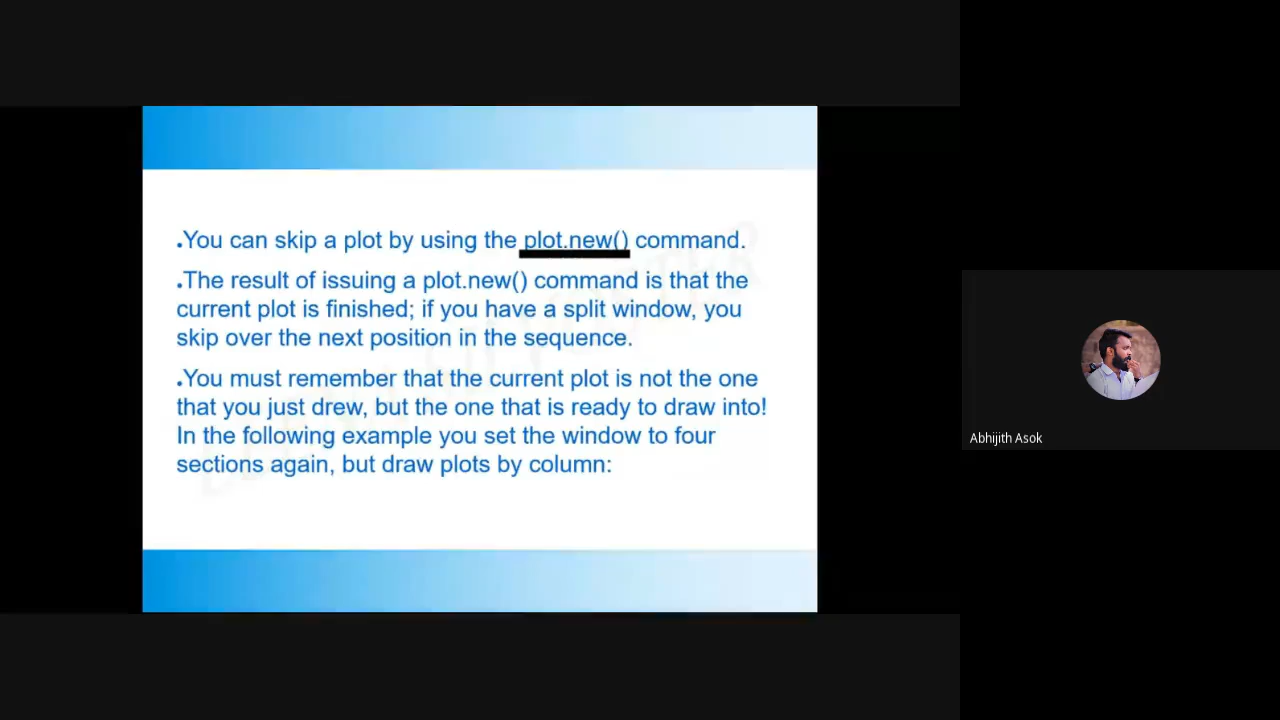 .You can skip a plot by using the plot.new() command.
.The result of issuing a plot.new() command is that the
current plot is finished; if you have a split window, you
skip over the next position in the sequence.
.You must remember that the current plot is not the one
that you just drew, but the one that is ready to draw into!
In the following example you set the window to four
sections again, but draw plots by column:
Abhijith Asok